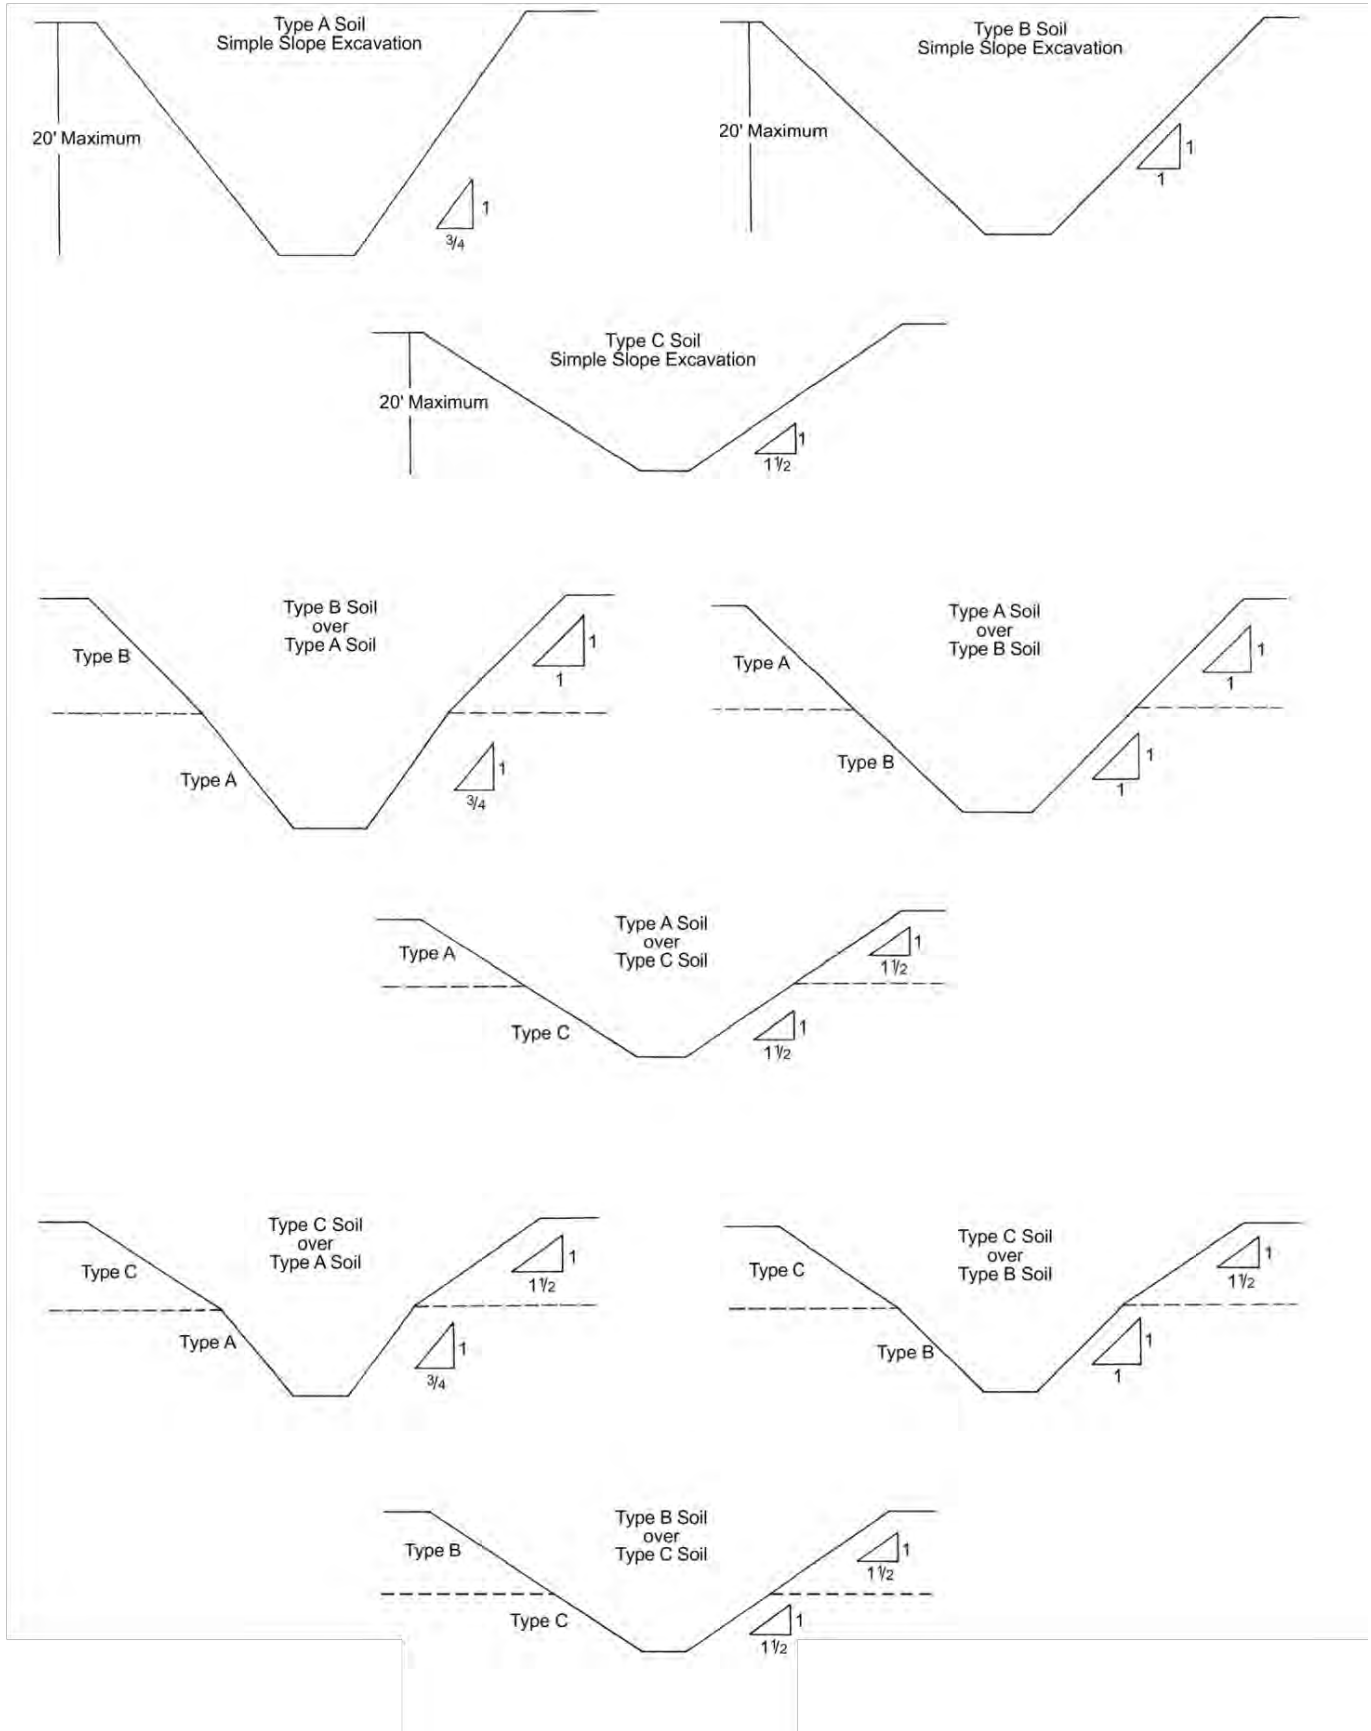 Type A Soil
Simple Slope Excavation
20' Maximum
1
3/4
Type B Soil
Simple Slope Excavation
20' Maximum
1
1
Type C Soil
Simple Slope Excavation
20' Maximum
1
1 1/2
Type B Soil
over
Type A Soil
Type B
1
1
Type A
1
3/4
Type A Soil
over
Type B Soil
Type A
1
1
Type B
1
1
Type A Soil
over
Type C Soil
Type A
1
1 1/2
Type C
1
1 1/2
Type C Soil
over
Type A Soil
Type C
1
1 1/2
Type A
1
3/4
Type C Soil
over
Type B Soil
Type C
1
1 1/2
Type B
1
1
Type B Soil
over
Type C Soil
Type B
1
1 1/2
Type C
1
1 1/2